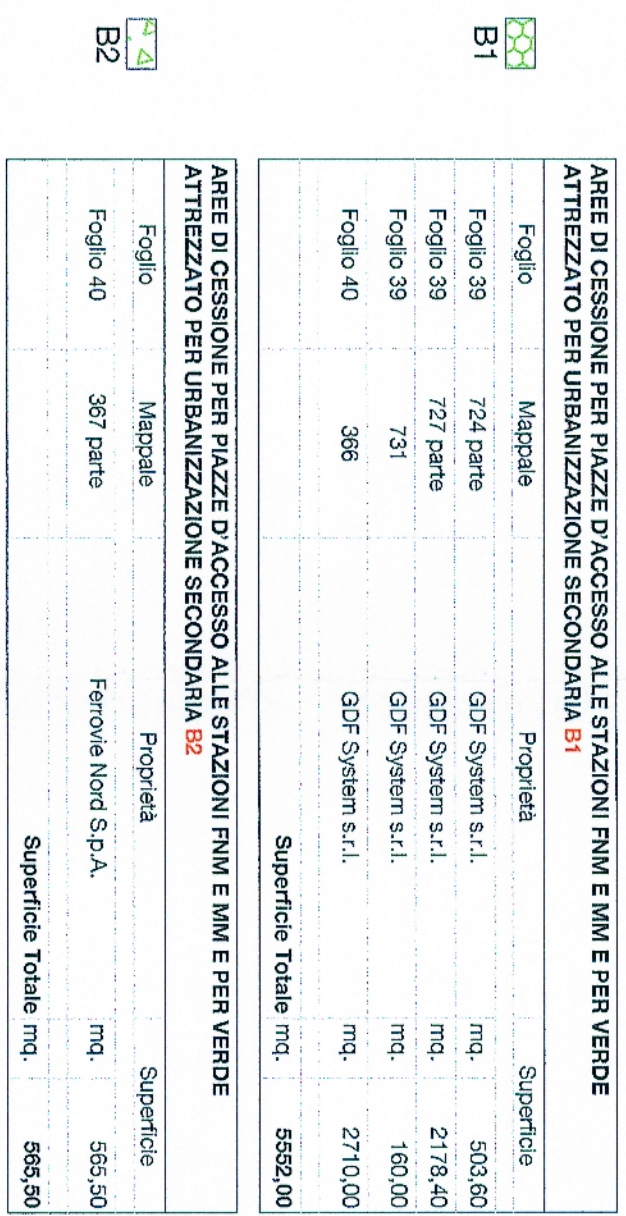 B1
AREE DI CESSIONE PER PIAZZE D'ACCESSO ALLE STAZIONI FNM E MM E PER VERDE
ATTREZZATO PER URBANIZZAZIONE SECONDARIA B1
Foglio Mappale Proprietà Superficie
Foglio 39 724 parte GDF System s.r.l. mq. 503,60
Foglio 39 727 parte GDF System s.r.l. mq. 2178,40
Foglio 39 731 GDF System s.r.l. mq. 160,00
Foglio 40 366 GDF System s.r.l. mq. 2710,00
Superficie Totale mq. 5552,00
B2
AREE DI CESSIONE PER PIAZZE D'ACCESSO ALLE STAZIONI FNM E MM E PER VERDE
ATTREZZATO PER URBANIZZAZIONE SECONDARIA B2
Foglio Mappale Proprietà Superficie
Foglio 40 367 parte Ferrovie Nord S.p.A. mq. 565,50
Superficie Totale mq. 565,50